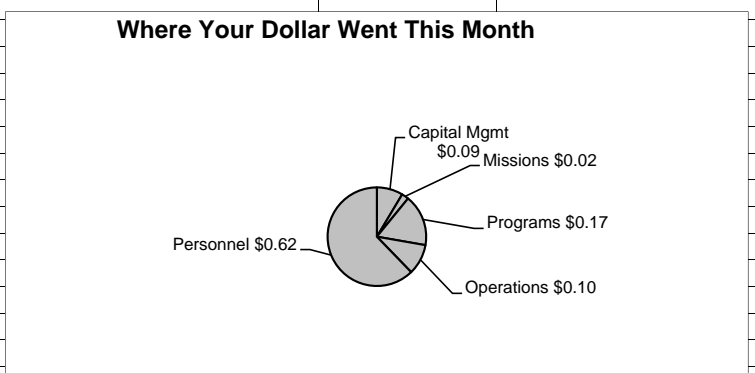 Where Your Dollar Went This Month
Capital Mgmt
$0.09
Missions $0.02
Programs $0.17
Personnel $0.62
Operations $0.10